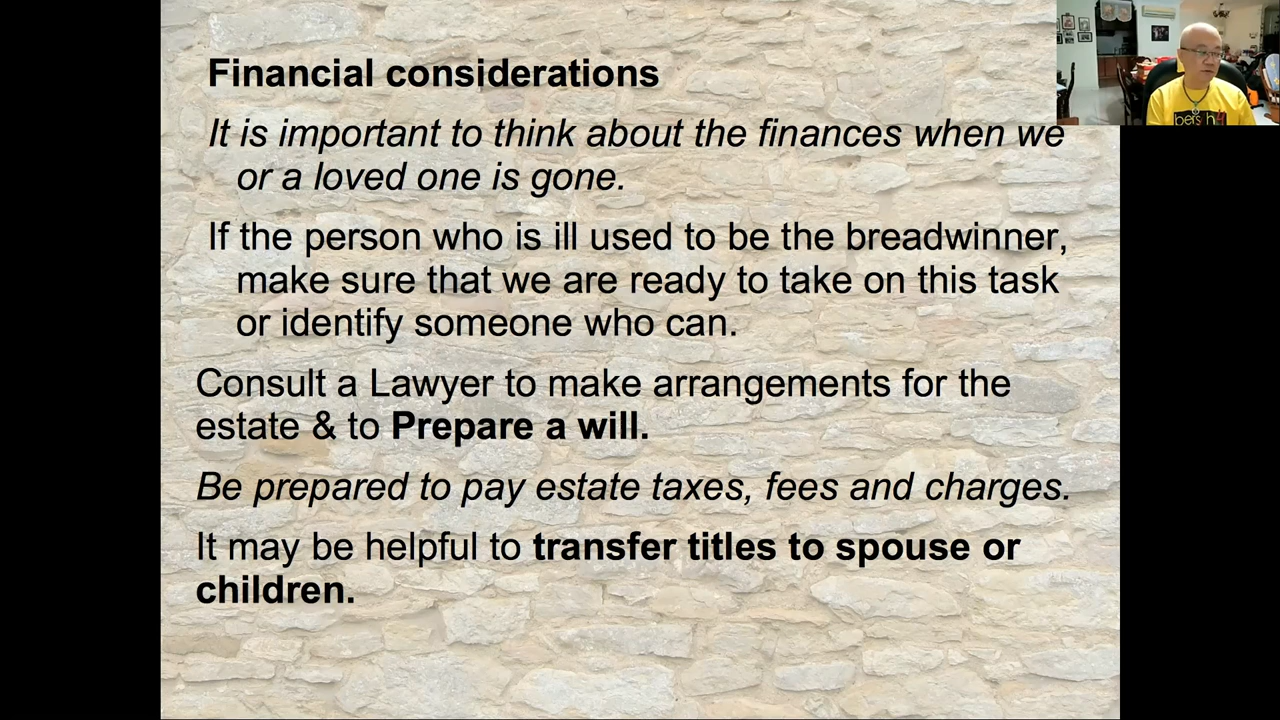 Financial considerations
It is important to think about the finances when we
or a loved one is gone.
If the person who is ill used to be the breadwinner,
make sure that we are ready to take on this task
or identify someone who can.
Consult a Lawyer to make arrangements for the
estate & to Prepare a will.
Be prepared to pay estate taxes, fees and charges.
It may be helpful to transfer titles to spouse or
children.